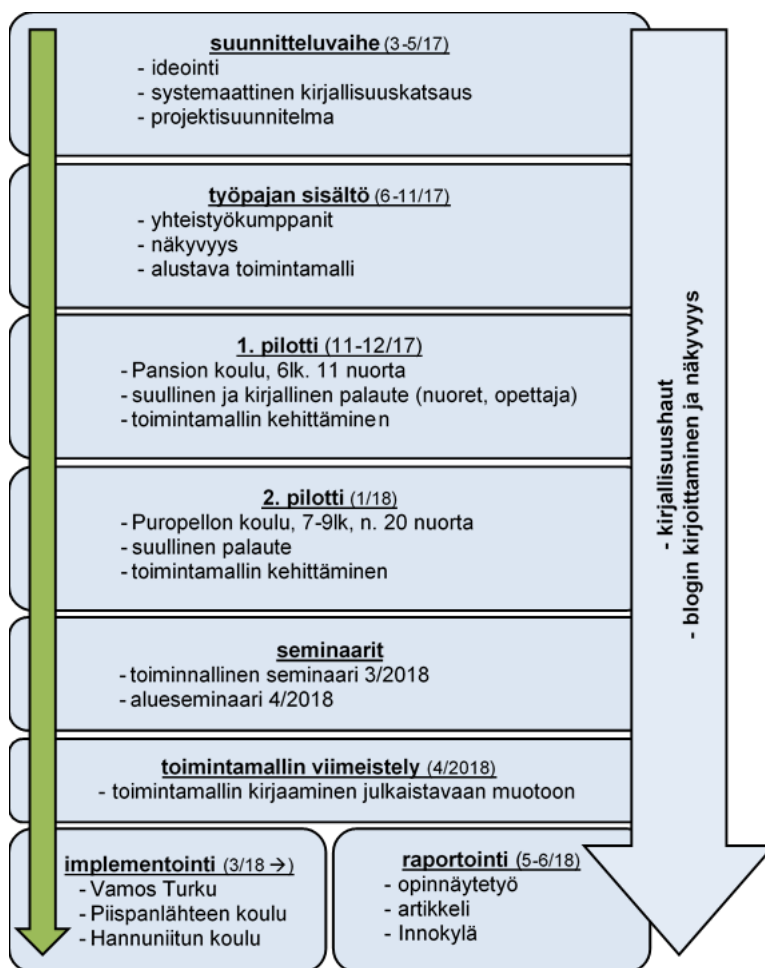 suunnitteluvaihe (3-5/17)
- ideointi
- systemaattinen kirjallisuuskatsaus
- projektisuunnitelma
työpajan sisältö (6-11/17)
- yhteistyökumppanit
- näkyvyys
- alustava toimintamalli
1. pilotti (11-12/17)
- Pansion koulu, 6lk. 11 nuorta
- suullinen ja kirjallinen palaute (nuoret, opettaja)
- toimintamallin kehittäminen
2. pilotti (1/18)
- Puropellon koulu, 7-9lk, n. 20 nuorta
- suullinen palaute
- toimintamallin kehittäminen
seminaarit
- toiminnallinen seminaari 3/2018
- alueseminaari 4/2018
toimintamallin viimeistely (4/2018)
- toimintamallin kirjaaminen julkaistavaan muotoon
implementointi (3/18 →)
- Vamos Turku
- Piispanlähteen koulu
- Hannuniitun koulu
raportointi (5-6/18)
- opinnäytetyö
- artikkeli
- Innokylä
- kirjallisuushaut
- blogin kirjoittaminen ja näkyvyys